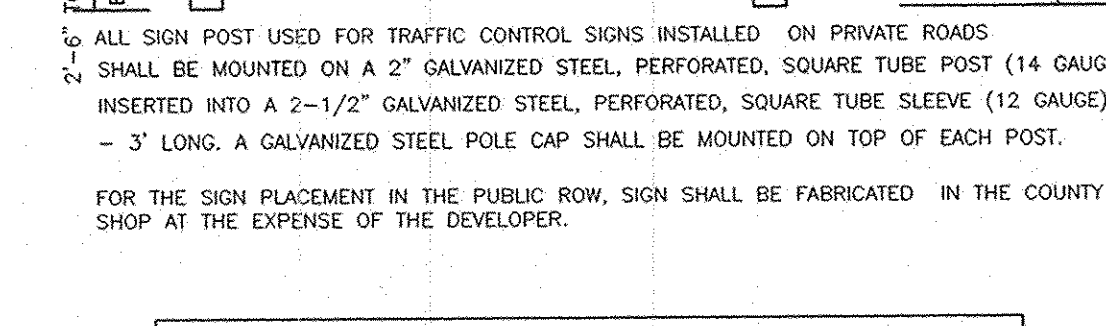 2'-6"
ALL SIGN POST USED FOR TRAFFIC CONTROL SIGNS INSTALLED ON PRIVATE ROADS
SHALL BE MOUNTED ON A 2" GALVANIZED STEEL, PERFORATED, SQUARE TUBE POST (14 GAUG
INSERTED INTO A 2-1/2" GALVANIZED STEEL, PERFORATED, SQUARE TUBE SLEEVE (12 GAUGE)
- 3' LONG. A GALVANIZED STEEL POLE CAP SHALL BE MOUNTED ON TOP OF EACH POST.
FOR THE SIGN PLACEMENT IN THE PUBLIC ROW, SIGN SHALL BE FABRICATED IN THE COUNTY
SHOP AT THE EXPENSE OF THE DEVELOPER.